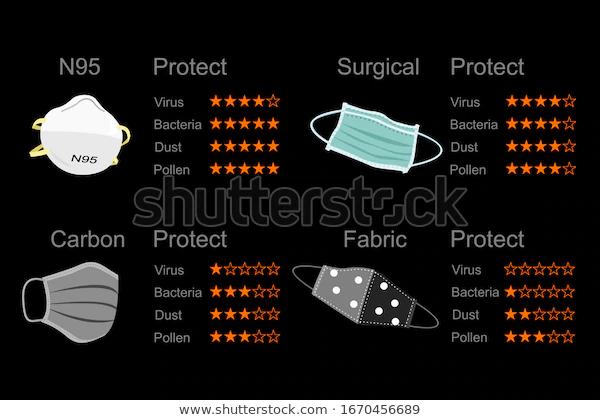 N95 Protect
Virus ★★★★☆
Bacteria ★★★★★
Dust ★★★★★
Pollen ★★★★★
N95
Surgical Protect
Virus ★★★★☆
Bacteria ★★★★☆
Dust ★★★★☆
Pollen ★★★★☆
shutterstock
Carbon Protect
Virus ★☆☆☆☆
Bacteria ★★★☆☆
Dust ★★★☆☆
Pollen ★★★☆☆
Fabric Protect
Virus ☆☆☆☆☆
Bacteria ★☆☆☆☆
Dust ★★☆☆☆
Pollen ★★★☆☆
www.shutterstock.com · 1670456689